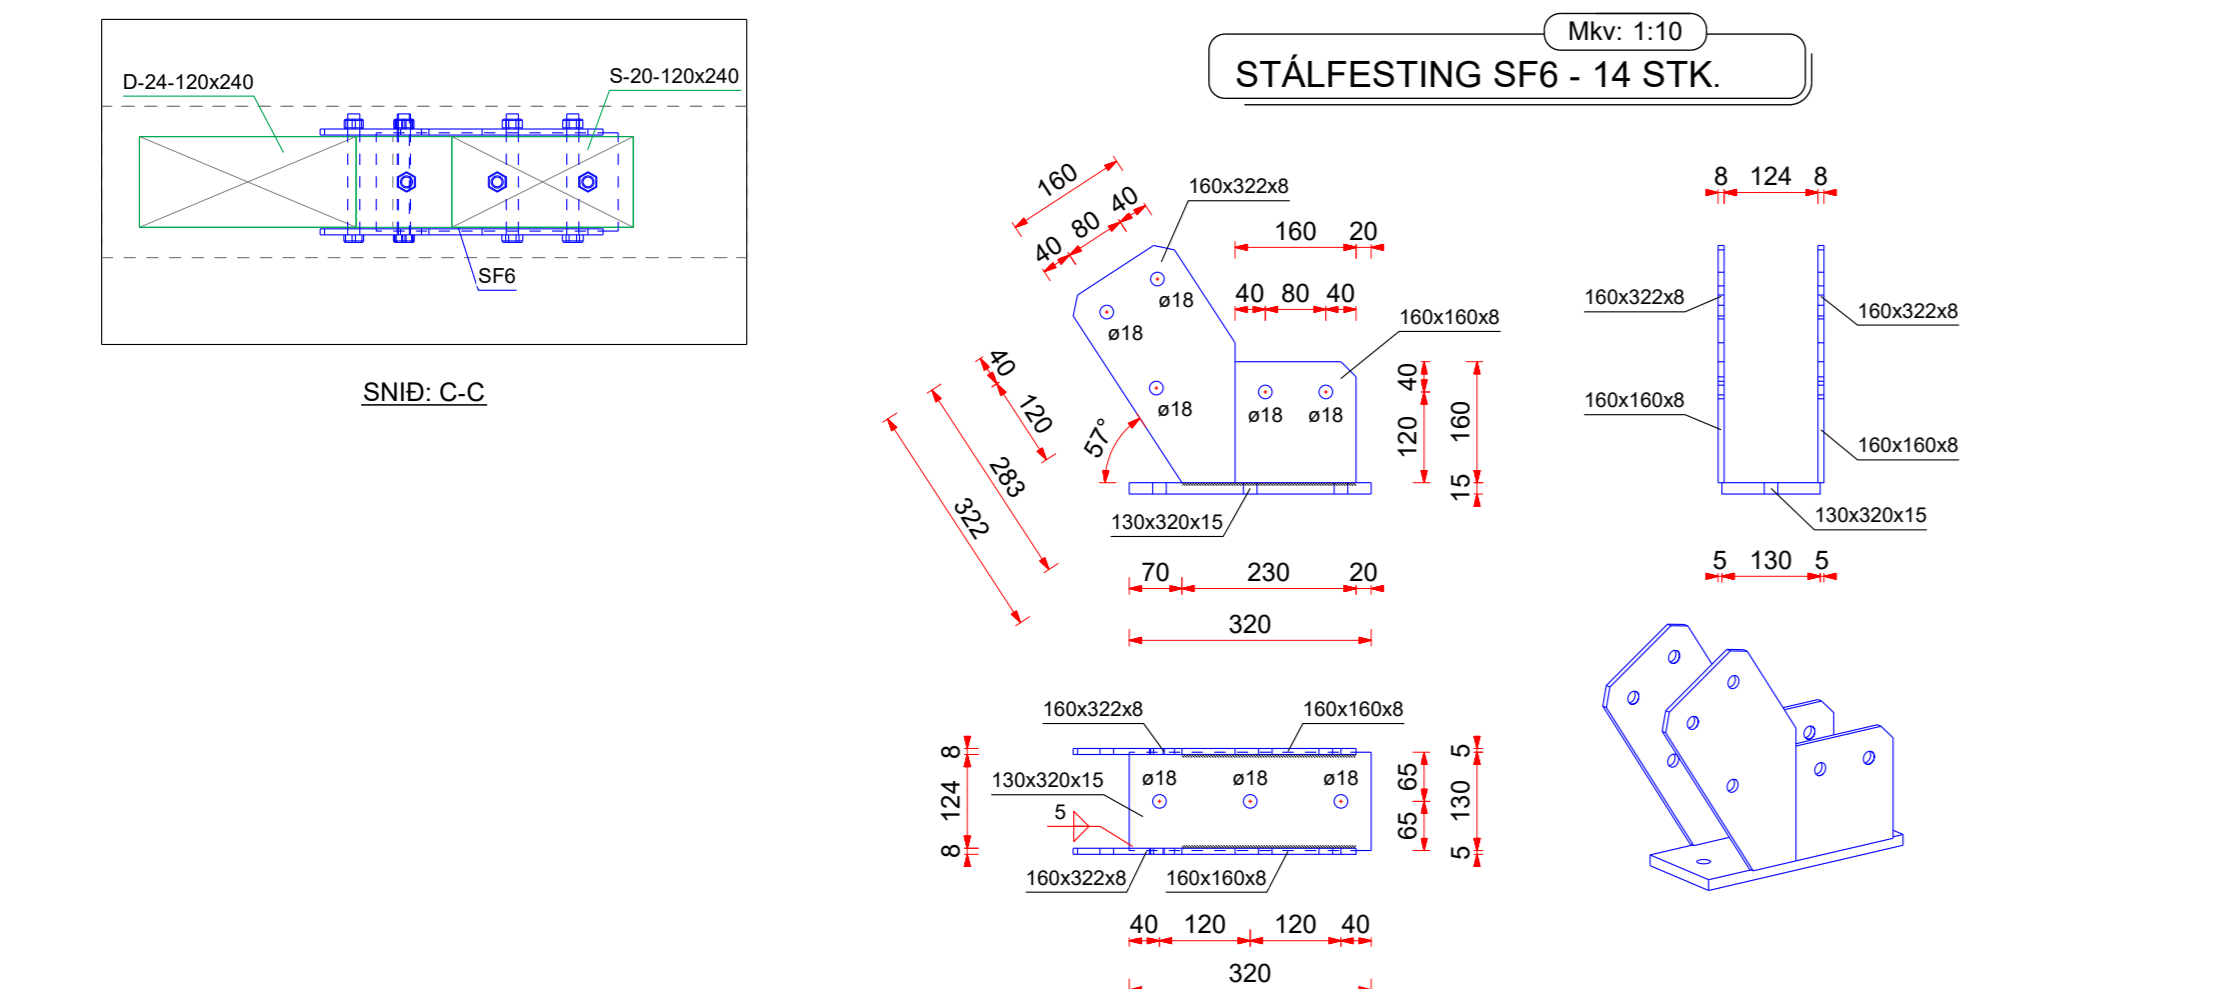 D-24-120x240
S-20-120x240
SF6
SNIÐ: C-C
Mkv: 1:10
STÁLFESTING SF6 - 14 STK.
160
40
80
40
160x322x8
160
20
40
80
40
160x160x8
ø18
ø18
ø18
ø18
ø18
40
120
57°
283
322
40
120
160
15
130x320x15
70
230
20
320
8
124
8
160x322x8
160x322x8
160x160x8
160x160x8
130x320x15
5
130
5
160x322x8
160x160x8
8
124
8
130x320x15
ø18
ø18
ø18
5
65
65
5
130
5
160x322x8
160x160x8
40
120
120
40
320